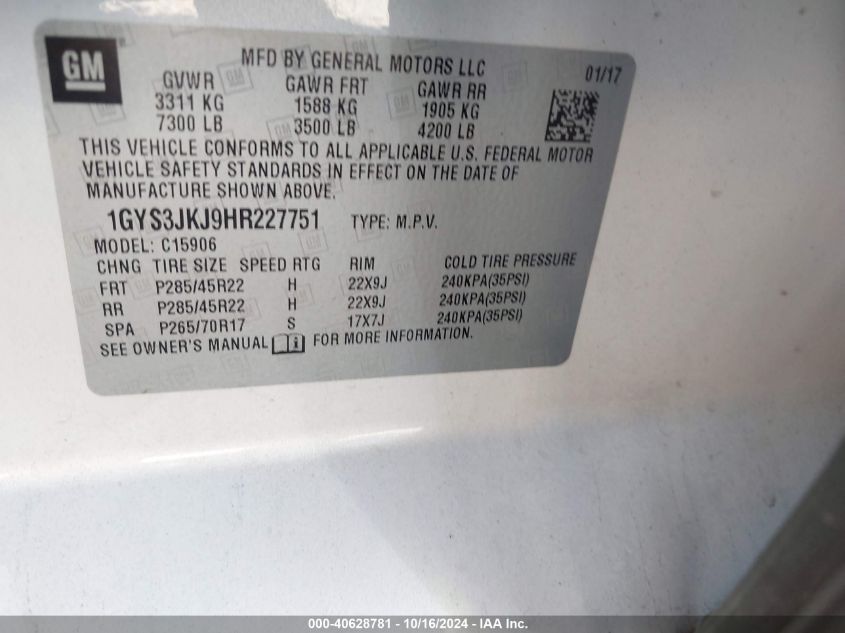 GM
MFD BY GENERAL MOTORS LLC
01/17
GVWR GAWR FRT GAWR RR
3311 KG 1588 KG 1905 KG
7300 LB 3500 LB 4200 LB
THIS VEHICLE CONFORMS TO ALL APPLICABLE U.S. FEDERAL MOTOR
VEHICLE SAFETY STANDARDS IN EFFECT ON THE DATE OF
MANUFACTURE SHOWN ABOVE.
1GYS3JKJ9HR227751 TYPE: M.P.V.
MODEL: C15906
CHNG TIRE SIZE SPEED RTG RIM COLD TIRE PRESSURE
FRT P285/45R22 H 22X9J 240KPA(35PSI)
RR P285/45R22 H 22X9J 240KPA(35PSI)
SPA P265/70R17 S 17X7J 240KPA(35PSI)
SEE OWNER'S MANUAL i FOR MORE INFORMATION.
000-40628781 - 10/16/2024 - IAA Inc.